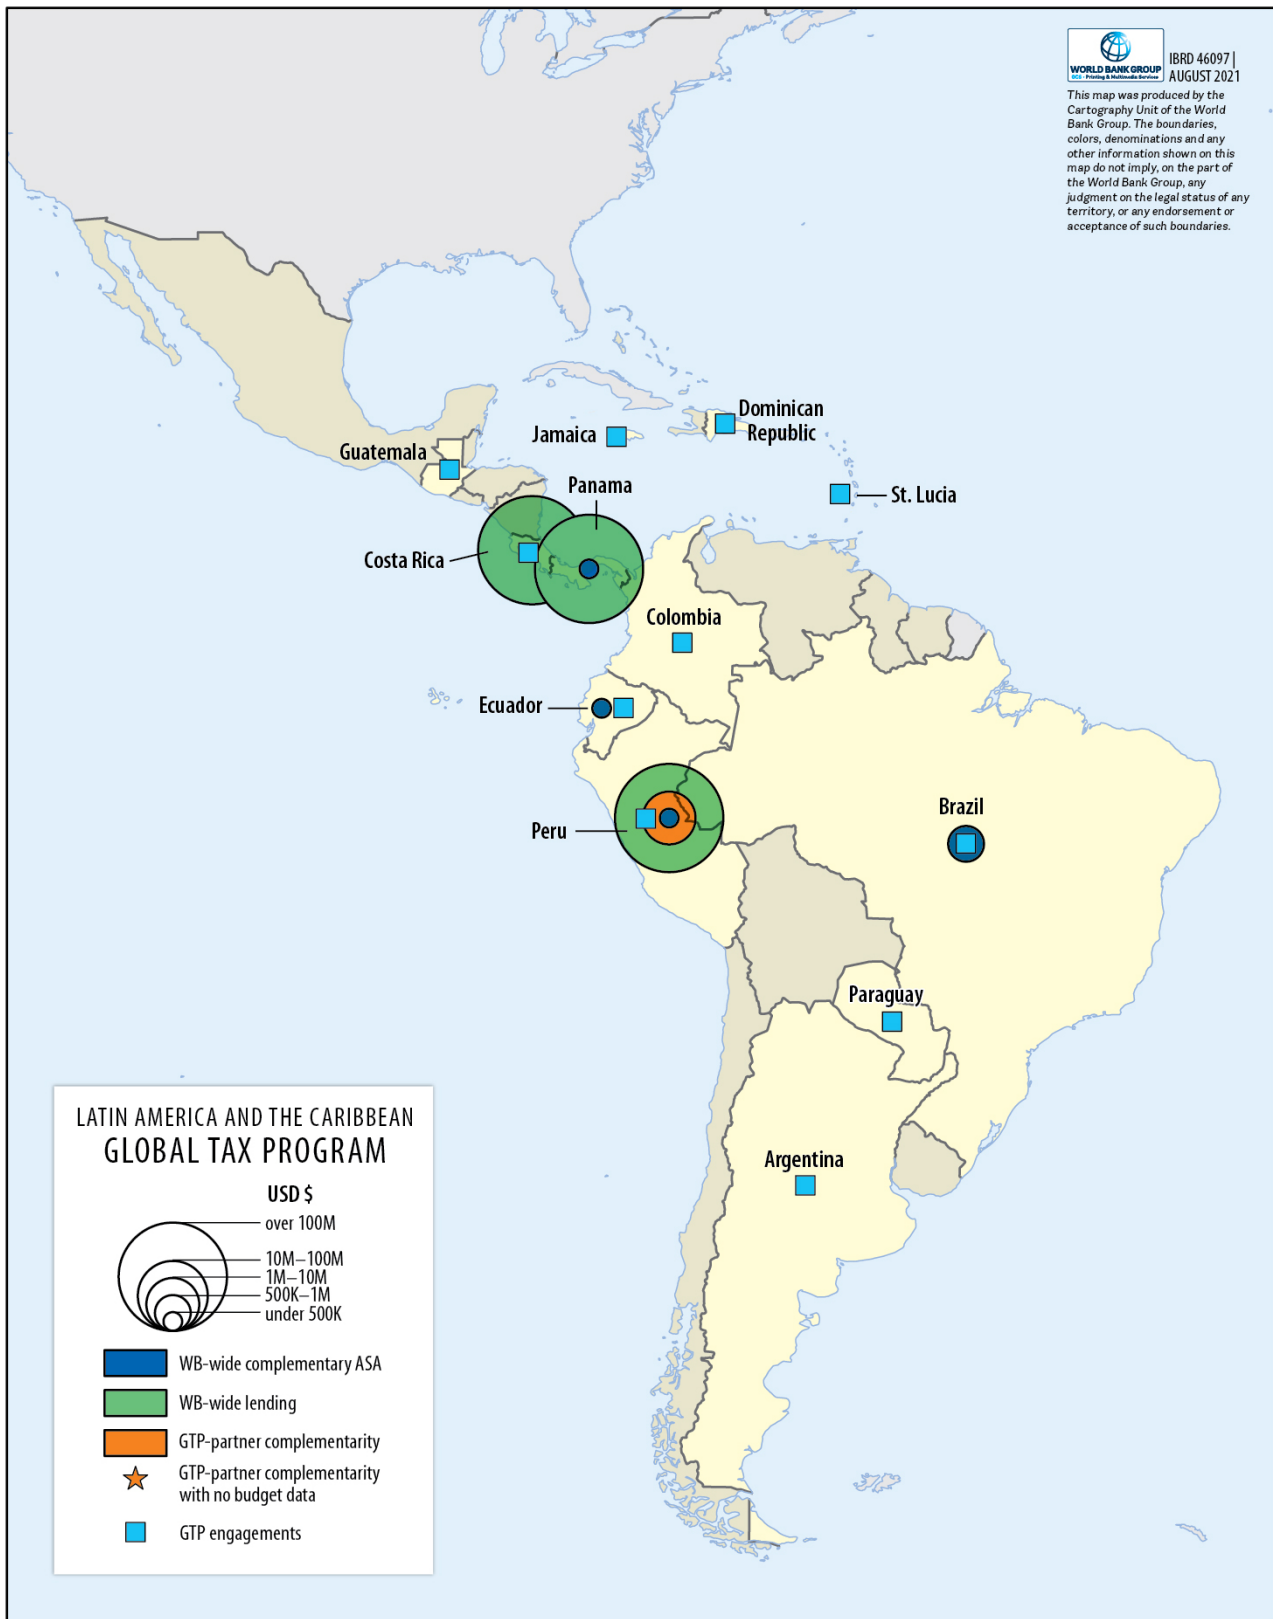 WORLD BANK GROUP
GCS - Printing & Multimedia Services
IBRD 46097 |
AUGUST 2021
This map was produced by the
Cartography Unit of the World
Bank Group. The boundaries,
colors, denominations and any
other information shown on this
map do not imply, on the part of
the World Bank Group, any
judgment on the legal status of any
territory, or any endorsement or
acceptance of such boundaries.
Dominican
Republic
Jamaica
Guatemala
Panama
St. Lucia
Costa Rica
Colombia
Ecuador
Brazil
Peru
Paraguay
Argentina
LATIN AMERICA AND THE CARIBBEAN
GLOBAL TAX PROGRAM
USD $
over 100M
10M–100M
1M–10M
500K–1M
under 500K
WB-wide complementary ASA
WB-wide lending
GTP-partner complementarity
GTP-partner complementarity
with no budget data
GTP engagements